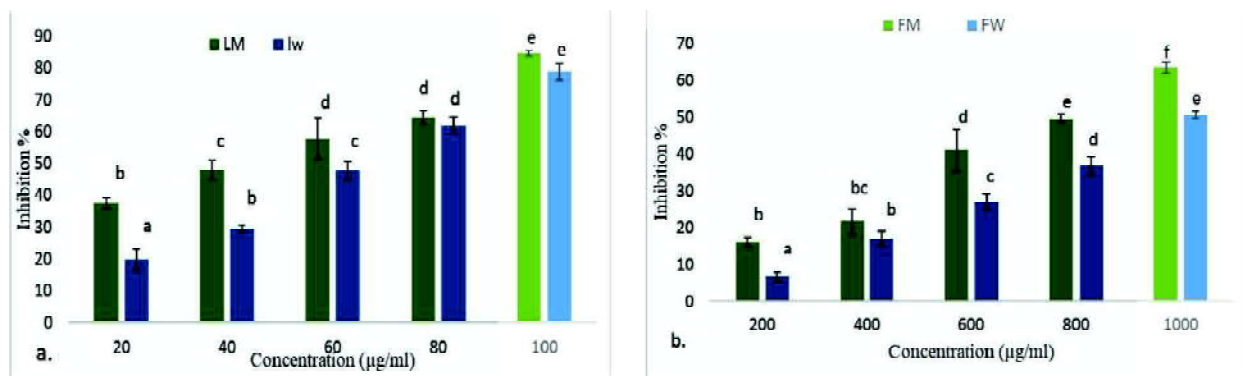 LM lw
Inhibition %
90
80
70
60
50
40
30
20
10
0
b a c b d c d d e e
20 40 60 80 100
Concentration (µg/ml)
a.
FM FW
Inhibition %
70
60
50
40
30
20
10
0
b a bc b d c e d f e
200 400 600 800 1000
Concentration (µg/ml)
b.